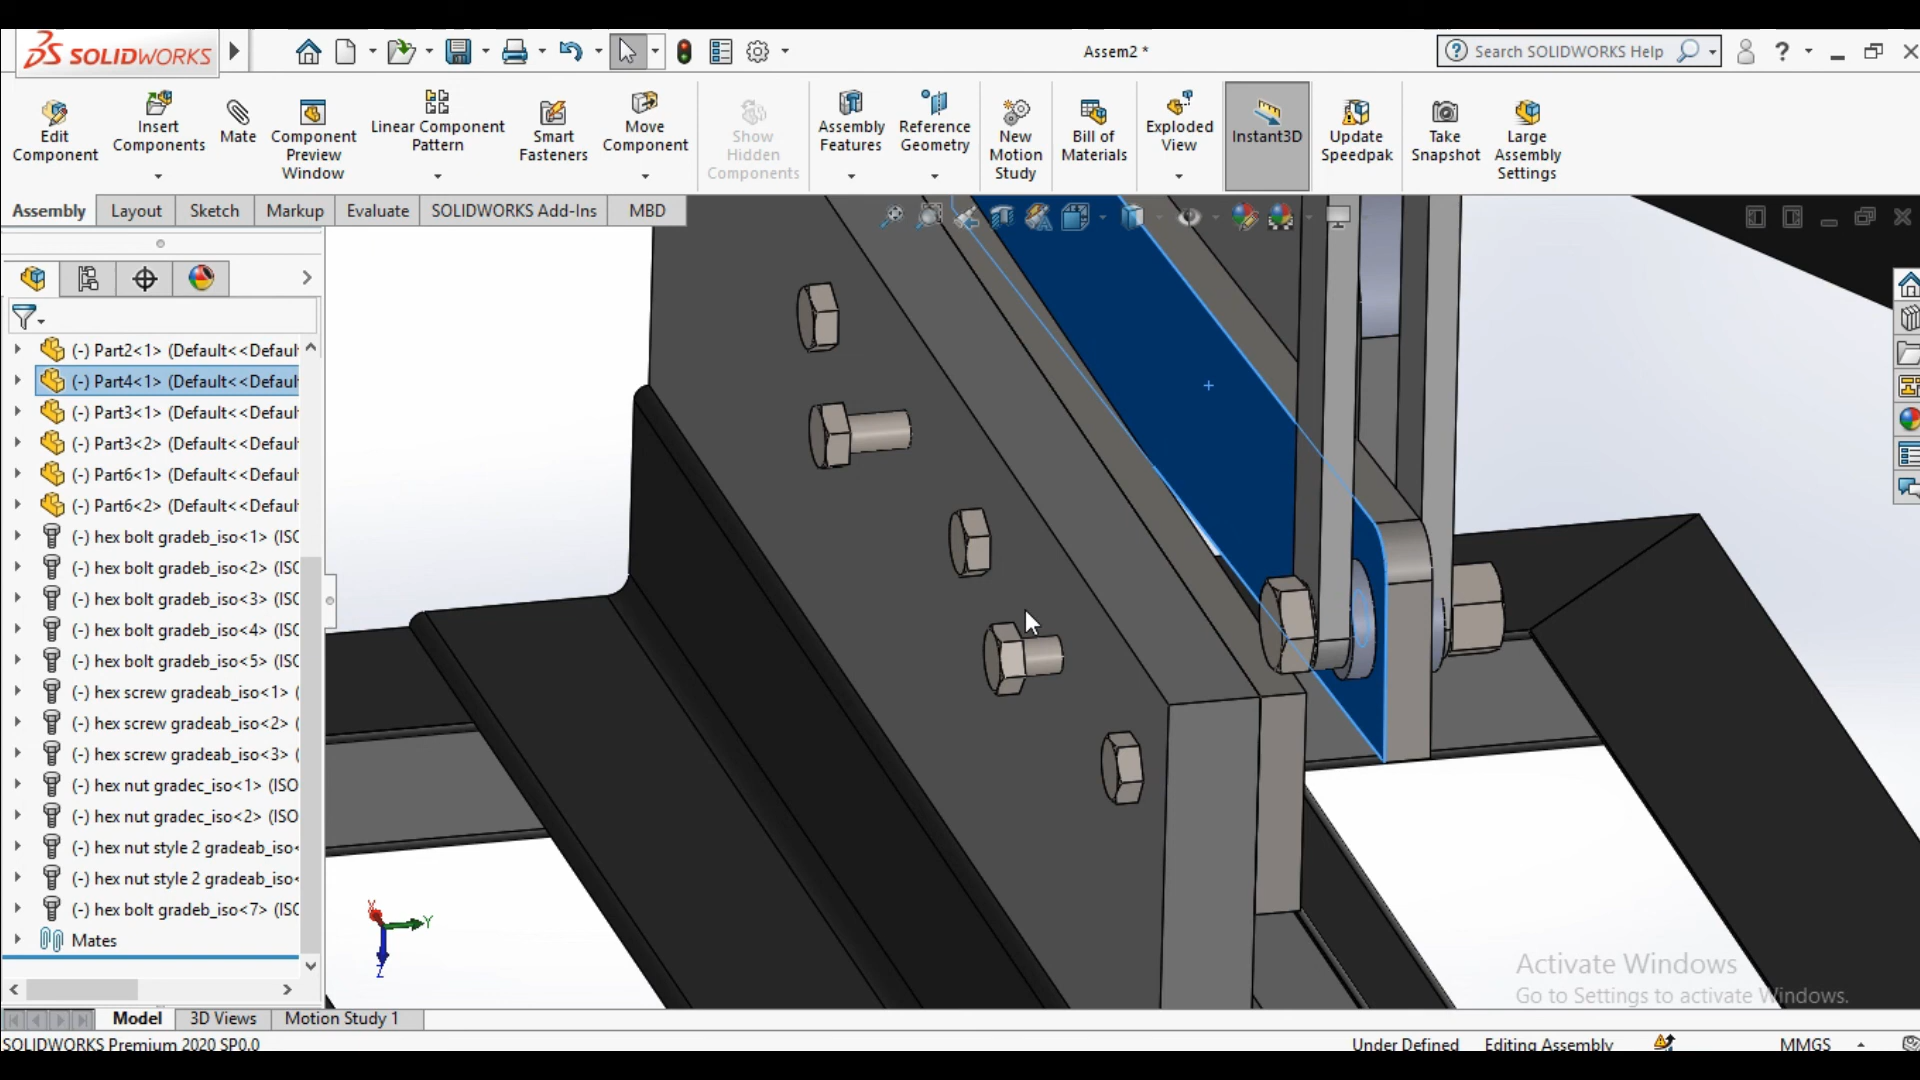 SOLIDWORKS
Assem2 *
Search SOLIDWORKS Help
?
Edit Component
Insert Components
Mate
Component Preview Window
Linear Component Pattern
Smart Fasteners
Move Component
Show Hidden Components
Assembly Features
Reference Geometry
New Motion Study
Bill of Materials
Exploded View
Instant3D
Update Speedpak
Take Snapshot
Large Assembly Settings
Assembly
Layout
Sketch
Markup
Evaluate
SOLIDWORKS Add-Ins
MBD
(-) Part2<1> (Default<<Defaul
(-) Part4<1> (Default<<Defaul
(-) Part3<1> (Default<<Defaul
(-) Part3<2> (Default<<Defaul
(-) Part6<1> (Default<<Defaul
(-) Part6<2> (Default<<Defaul
(-) hex bolt gradeb_iso<1> (ISO
(-) hex bolt gradeb_iso<2> (ISO
(-) hex bolt gradeb_iso<3> (ISO
(-) hex bolt gradeb_iso<4> (ISO
(-) hex bolt gradeb_iso<5> (ISO
(-) hex screw gradeab_iso<1> (
(-) hex screw gradeab_iso<2> (
(-) hex screw gradeab_iso<3> (
(-) hex nut gradec_iso<1> (ISO
(-) hex nut gradec_iso<2> (ISO
(-) hex nut style 2 gradeab_iso<
(-) hex nut style 2 gradeab_iso<
(-) hex bolt gradeb_iso<7> (ISO
Mates
X
Y
Z
Activate Windows
Go to Settings to activate Windows.
Model
3D Views
Motion Study 1
SOLIDWORKS Premium 2020 SP0.0
Under Defined
Editing Assembly
MMGS